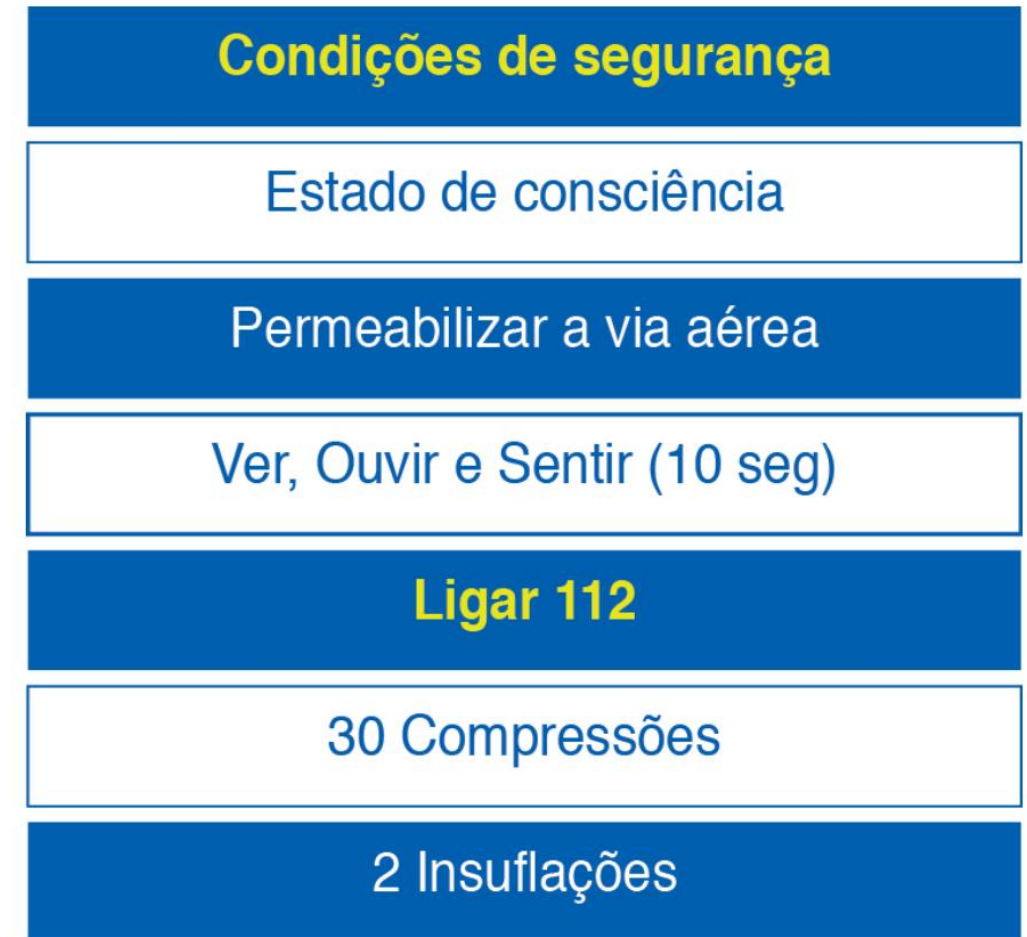 Condições de segurança
Estado de consciência
Permeabilizar a via aérea
Ver, Ouvir e Sentir (10 seg)
Ligar 112
30 Compressões
2 Insuflações